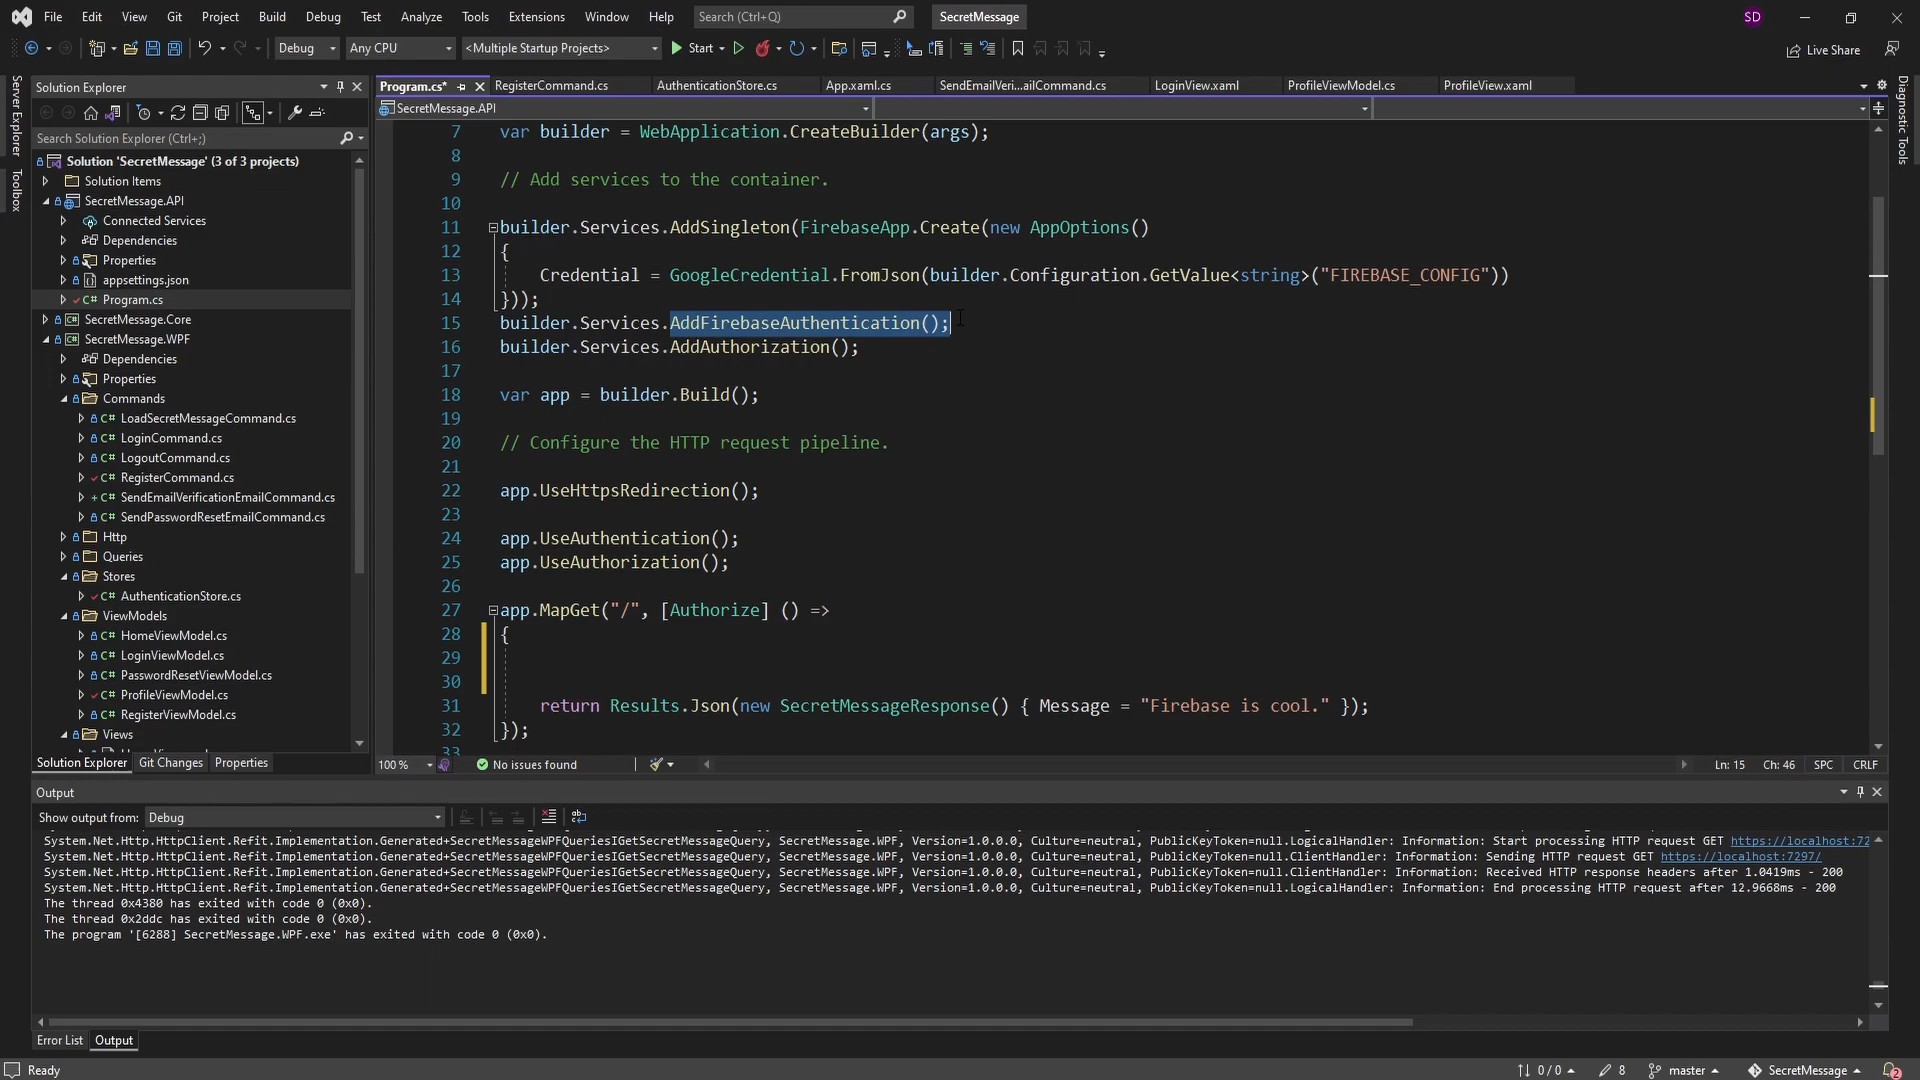 File Edit View Git Project Build Debug Test Analyze Tools Extensions Window Help Search (Ctrl+Q) SecretMessage SD
Debug Any CPU <Multiple Startup Projects> Start Live Share
Server Explorer
Toolbox
Solution Explorer
Search Solution Explorer (Ctrl+;)
Solution 'SecretMessage' (3 of 3 projects)
Solution Items
SecretMessage.API
Connected Services
Dependencies
Properties
appsettings.json
C# Program.cs
C# SecretMessage.Core
C# SecretMessage.WPF
Dependencies
Properties
Commands
C# LoadSecretMessageCommand.cs
C# LoginCommand.cs
C# LogoutCommand.cs
C# RegisterCommand.cs
C# SendEmailVerificationEmailCommand.cs
C# SendPasswordResetEmailCommand.cs
Http
Queries
Stores
C# AuthenticationStore.cs
ViewModels
C# HomeViewModel.cs
C# LoginViewModel.cs
C# PasswordResetViewModel.cs
C# ProfileViewModel.cs
C# RegisterViewModel.cs
Views
Solution Explorer Git Changes Properties
Program.cs* RegisterCommand.cs AuthenticationStore.cs App.xaml.cs SendEmailVeri...ailCommand.cs LoginView.xaml ProfileViewModel.cs ProfileView.xaml
SecretMessage.API
7 var builder = WebApplication.CreateBuilder(args);
8
9 // Add services to the container.
10
11 builder.Services.AddSingleton(FirebaseApp.Create(new AppOptions()
12 {
13 Credential = GoogleCredential.FromJson(builder.Configuration.GetValue<string>("FIREBASE_CONFIG"))
14 }));
15 builder.Services.AddFirebaseAuthentication();
16 builder.Services.AddAuthorization();
17
18 var app = builder.Build();
19
20 // Configure the HTTP request pipeline.
21
22 app.UseHttpsRedirection();
23
24 app.UseAuthentication();
25 app.UseAuthorization();
26
27 app.MapGet("/", [Authorize] () =>
28 {
29
30
31 return Results.Json(new SecretMessageResponse() { Message = "Firebase is cool." });
32 });
33
100 % No issues found Ln: 15 Ch: 46 SPC CRLF
Diagnostic Tools
Output
Show output from: Debug
System.Net.Http.HttpClient.Refit.Implementation.Generated+SecretMessageWPFQueriesIGetSecretMessageQuery, SecretMessage.WPF, Version=1.0.0.0, Culture=neutral, PublicKeyToken=null.LogicalHandler: Information: Start processing HTTP request GET https://localhost:72
System.Net.Http.HttpClient.Refit.Implementation.Generated+SecretMessageWPFQueriesIGetSecretMessageQuery, SecretMessage.WPF, Version=1.0.0.0, Culture=neutral, PublicKeyToken=null.ClientHandler: Information: Sending HTTP request GET https://localhost:7297/
System.Net.Http.HttpClient.Refit.Implementation.Generated+SecretMessageWPFQueriesIGetSecretMessageQuery, SecretMessage.WPF, Version=1.0.0.0, Culture=neutral, PublicKeyToken=null.ClientHandler: Information: Received HTTP response headers after 1.0419ms - 200
System.Net.Http.HttpClient.Refit.Implementation.Generated+SecretMessageWPFQueriesIGetSecretMessageQuery, SecretMessage.WPF, Version=1.0.0.0, Culture=neutral, PublicKeyToken=null.LogicalHandler: Information: End processing HTTP request after 12.9668ms - 200
The thread 0x4380 has exited with code 0 (0x0).
The thread 0x2ddc has exited with code 0 (0x0).
The program '[6288] SecretMessage.WPF.exe' has exited with code 0 (0x0).
Error List Output
Ready 0 / 0 8 master SecretMessage 2